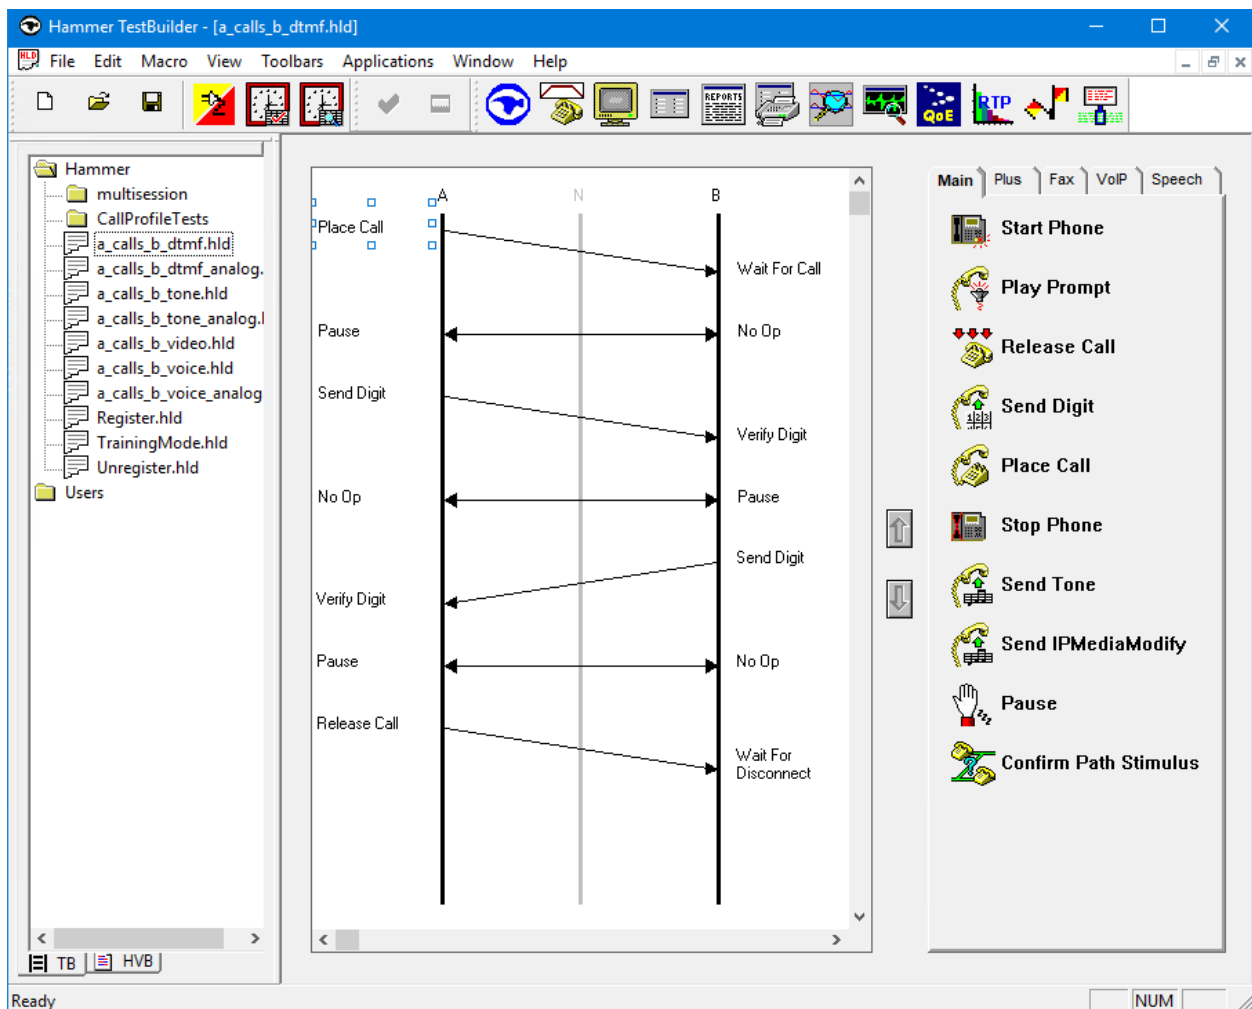 Hammer TestBuilder - [a_calls_b_dtmf.hld]
HLD
File Edit Macro View Toolbars Applications Window Help
REPORTS
QoE
RTP
Hammer
multisession
CallProfileTests
a_calls_b_dtmf.hld
a_calls_b_dtmf_analog.
a_calls_b_tone.hld
a_calls_b_tone_analog.l
a_calls_b_video.hld
a_calls_b_voice.hld
a_calls_b_voice_analog
Register.hld
TrainingMode.hld
Unregister.hld
Users
TB HVB
A N B
Place Call
Wait For Call
Pause No Op
Send Digit
Verify Digit
No Op Pause
Send Digit
Verify Digit
Pause No Op
Release Call
Wait For
Disconnect
Main Plus Fax VoIP Speech
Start Phone
Play Prompt
Release Call
Send Digit
Place Call
Stop Phone
Send Tone
Send IPMediaModify
Pause
Confirm Path Stimulus
Ready NUM